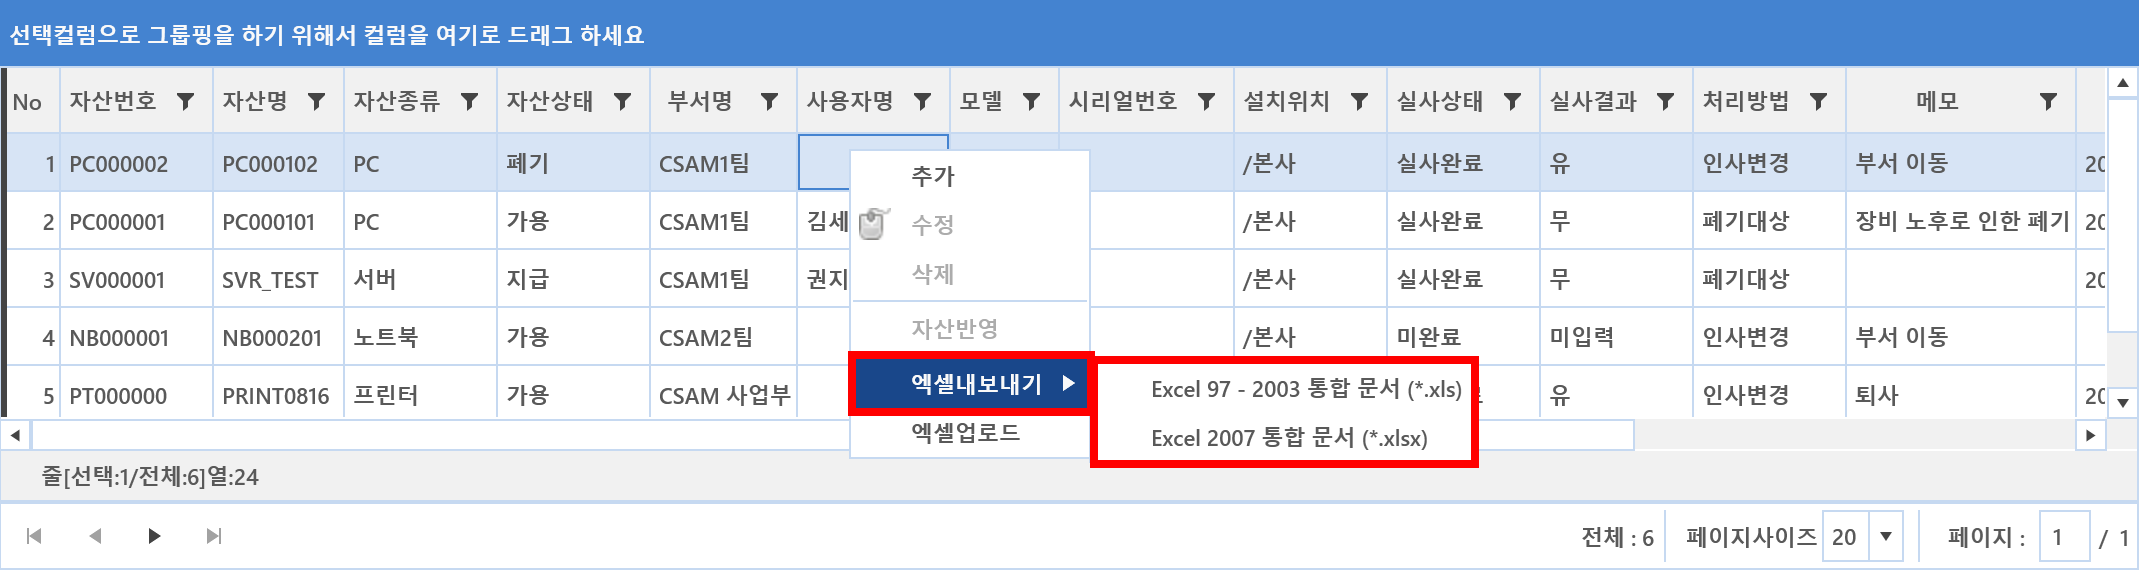 선택컬럼으로 그룹핑을 하기 위해서 컬럼을 여기로 드래그 하세요
No 자산번호 자산명 자산종류 자산상태 부서명 사용자명 모델 시리얼번호 설치위치 실사상태 실사결과 처리방법 메모
1 PC000002 PC000102 PC 폐기 CSAM1팀 /본사 실사완료 유 인사변경 부서 이동 20
2 PC000001 PC000101 PC 가용 CSAM1팀 김세 /본사 실사완료 무 폐기대상 장비 노후로 인한 폐기 20
3 SV000001 SVR_TEST 서버 지급 CSAM1팀 권지 /본사 실사완료 무 폐기대상 20
4 NB000001 NB000201 노트북 가용 CSAM2팀 /본사 미완료 미입력 인사변경 부서 이동
5 PT000000 PRINT0816 프린터 가용 CSAM 사업부 유 인사변경 퇴사 20
추가
수정
삭제
자산반영
엑셀내보내기
엑셀업로드
Excel 97 - 2003 통합 문서 (*.xls)
Excel 2007 통합 문서 (*.xlsx)
줄[선택:1/전체:6]열:24
전체 : 6 페이지사이즈 20 페이지 : 1 / 1